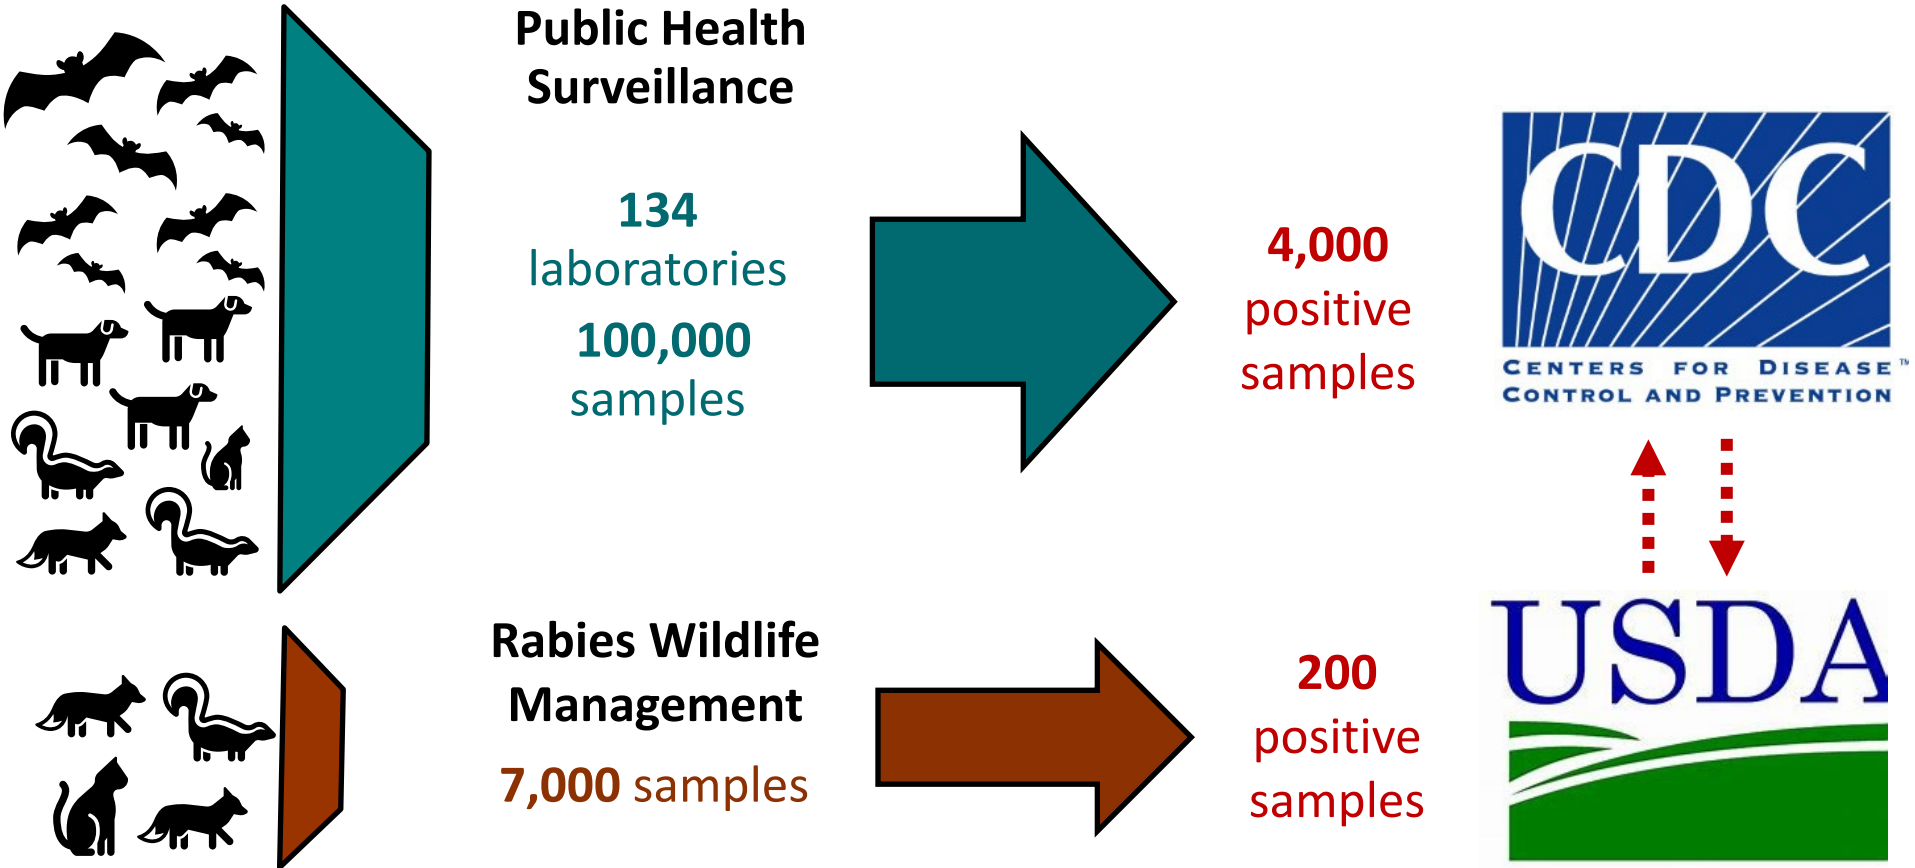 Public Health
Surveillance
134
laboratories
100,000
samples
4,000
positive
samples
CDC
CENTERS FOR DISEASE™
CONTROL AND PREVENTION
Rabies Wildlife
Management
7,000 samples
200
positive
samples
USDA